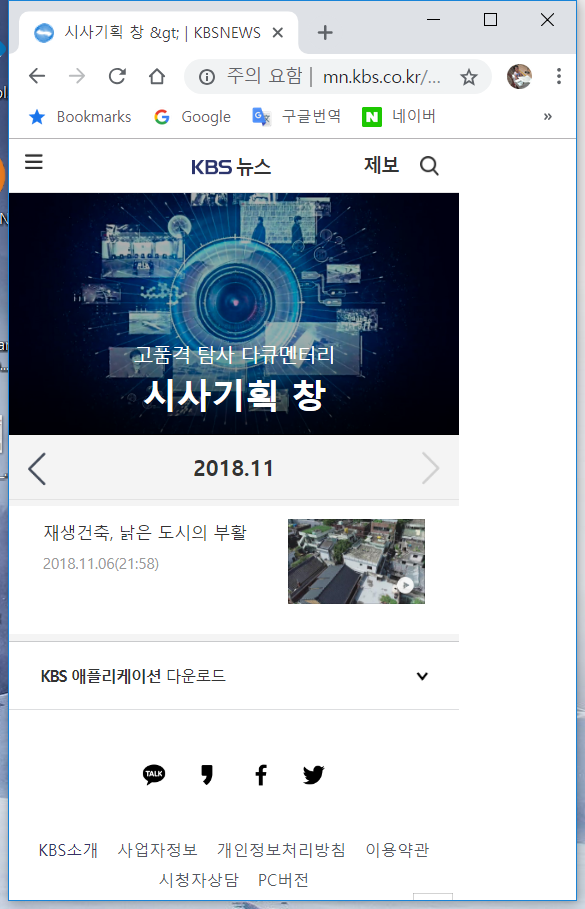 시사기획 창 &gt; | KBSNEWS
주의 요함 | mn.kbs.co.kr/...
Bookmarks Google 구글번역 네이버 »
KBS 뉴스 제보
고품격 탐사 다큐멘터리
시사기획 창
2018.11
재생건축, 낡은 도시의 부활
2018.11.06(21:58)
KBS 애플리케이션 다운로드
TALK
KBS소개 사업자정보 개인정보처리방침 이용약관
시청자상담 PC버전